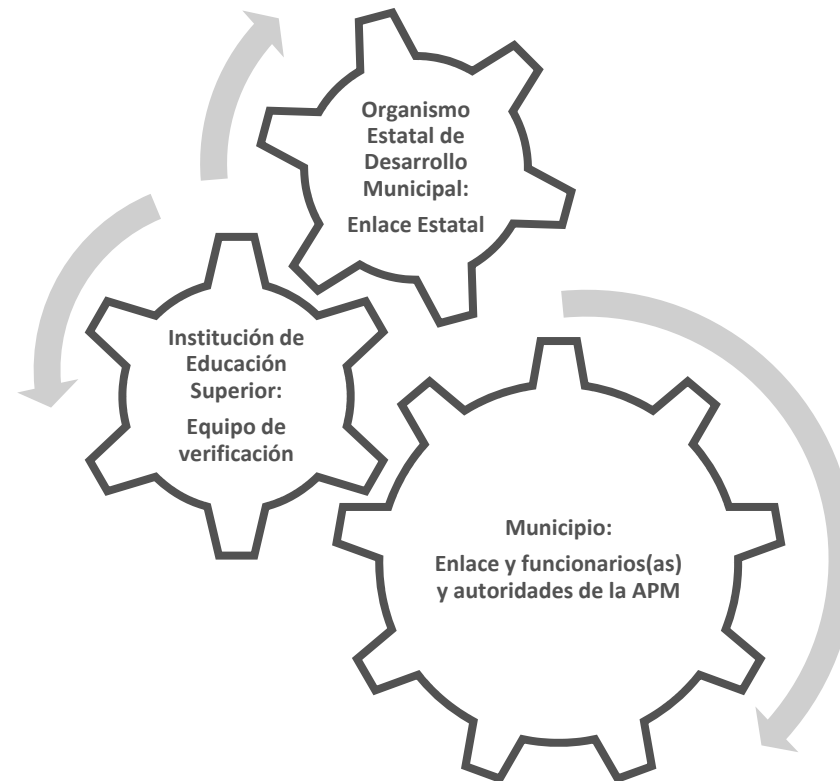 Organismo
Estatal de
Desarrollo
Municipal:
Enlace Estatal
Institución de
Educación
Superior:
Equipo de
verificación
Municipio:
Enlace y funcionarios(as)
y autoridades de la APM